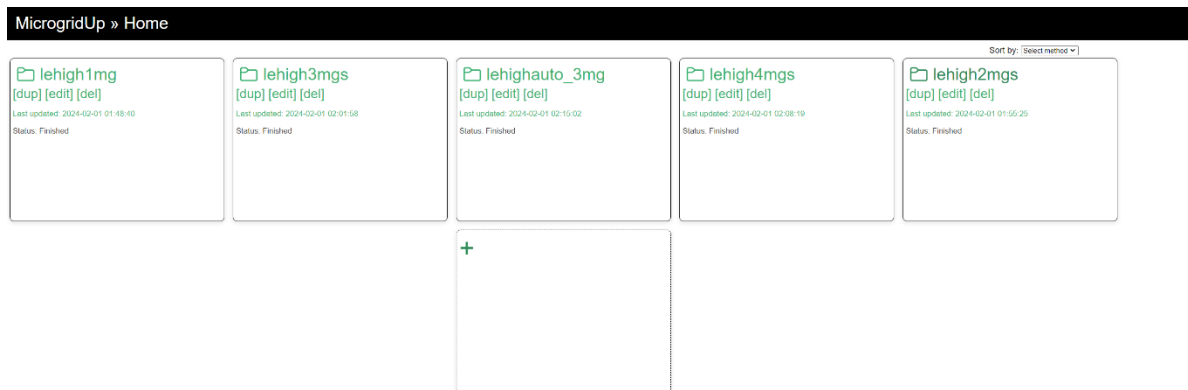 MicrogridUp » Home
Sort by: Select method
lehigh1mg
[dup] [edit] [del]
Last updated: 2024-02-01 01:48:40
Status: Finished
lehigh3mgs
[dup] [edit] [del]
Last updated: 2024-02-01 02:01:58
Status: Finished
lehighauto_3mg
[dup] [edit] [del]
Last updated: 2024-02-01 02:15:02
Status: Finished
lehigh4mgs
[dup] [edit] [del]
Last updated: 2024-02-01 02:08:19
Status: Finished
lehigh2mgs
[dup] [edit] [del]
Last updated: 2024-02-01 01:55:25
Status: Finished
+